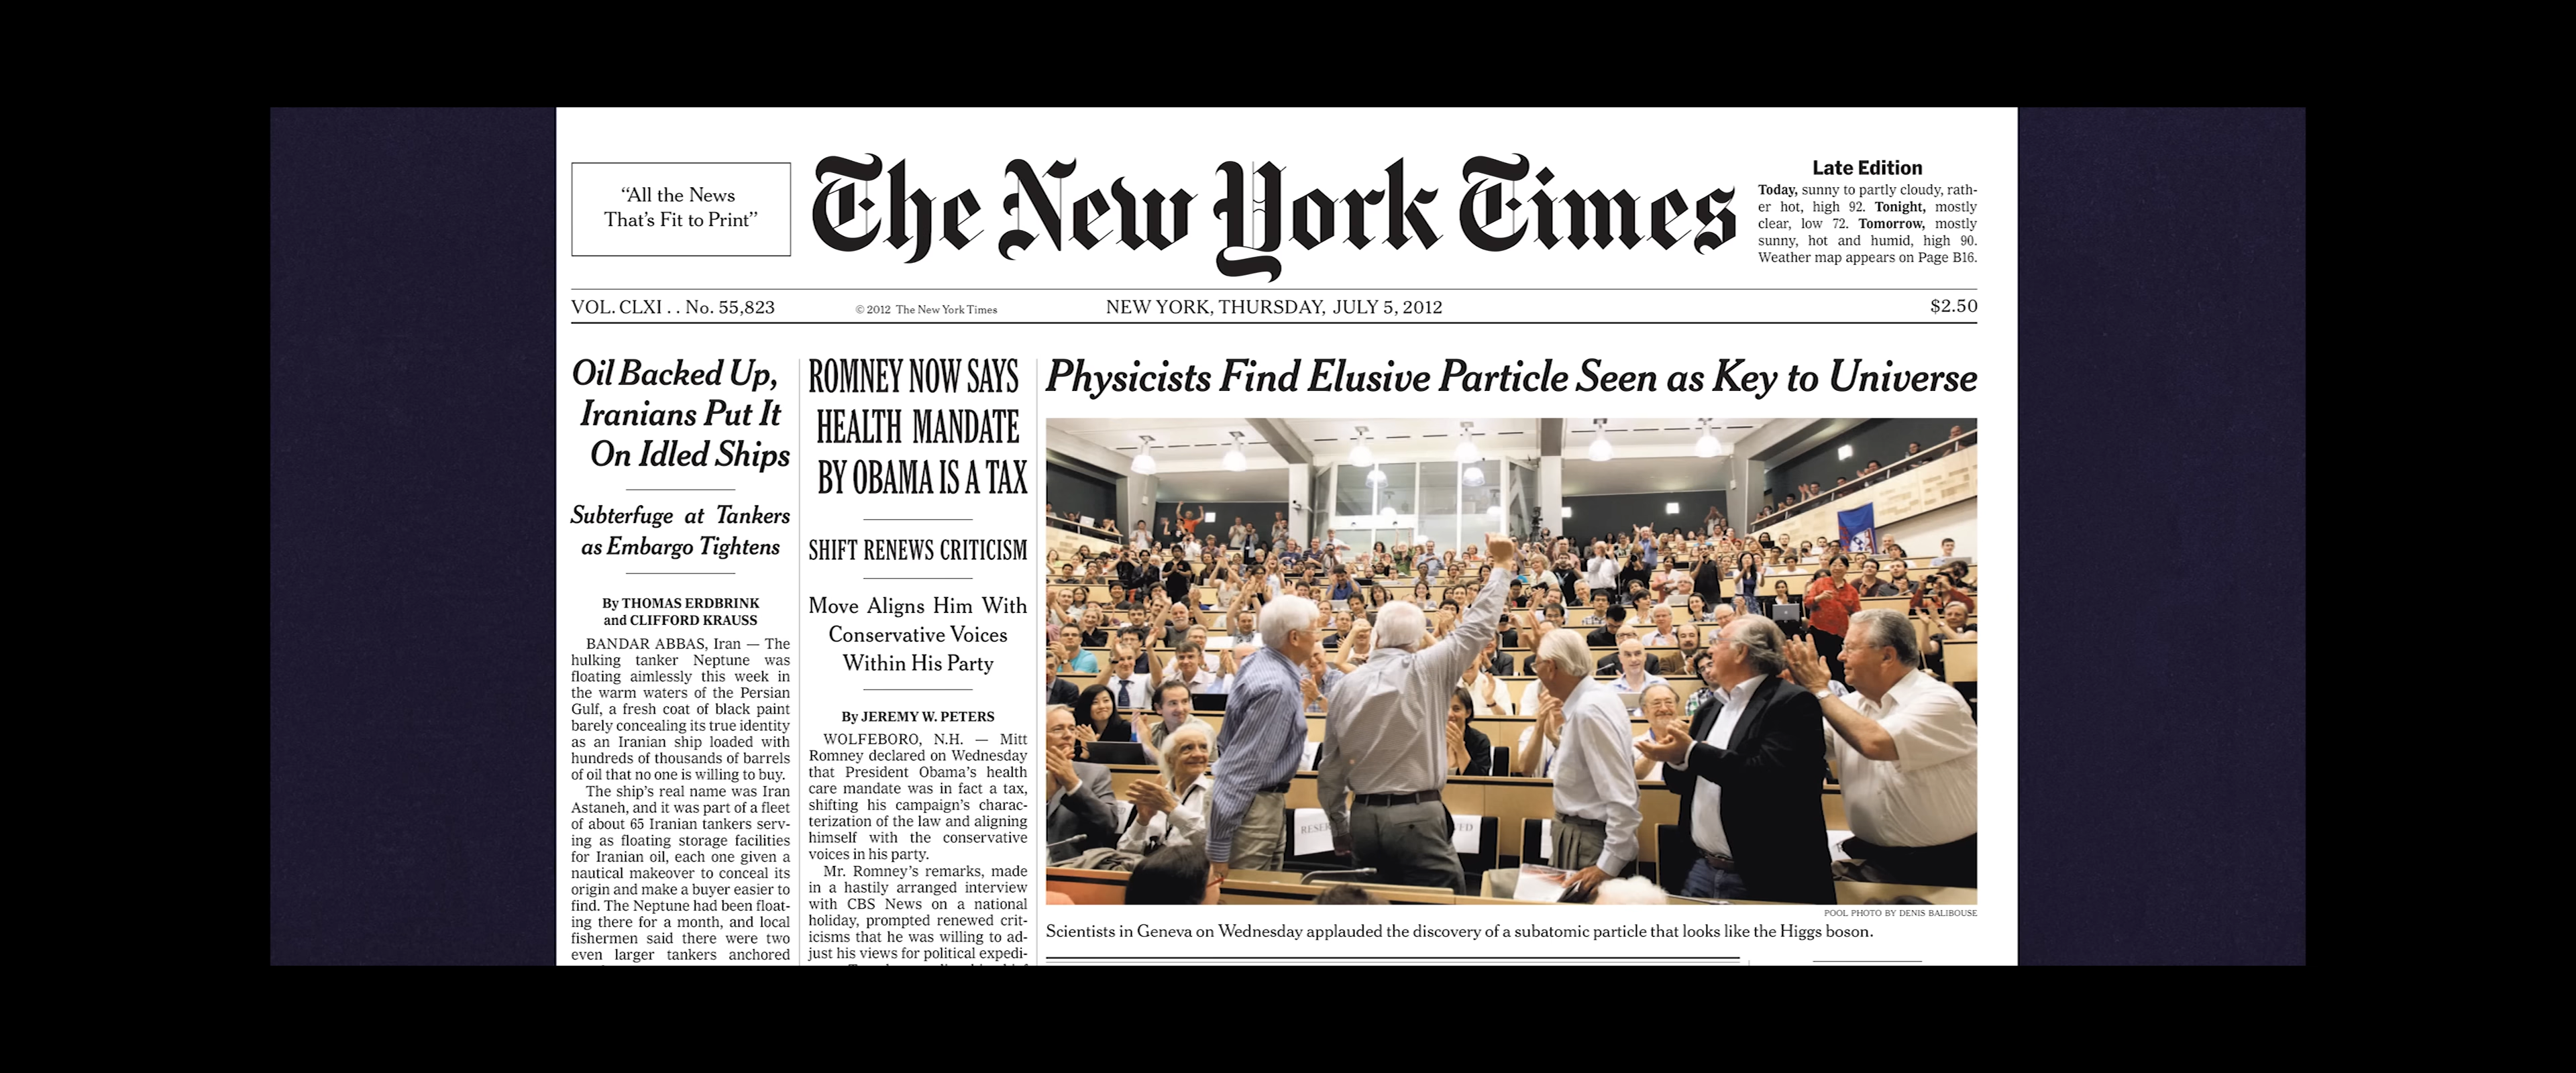 “All the News
That’s Fit to Print”
The New York Times
Late Edition
Today, sunny to partly cloudy, rath-
er hot, high 92. Tonight, mostly
clear, low 72. Tomorrow, mostly
sunny, hot and humid, high 90.
Weather map appears on Page B16.
VOL. CLXI . . No. 55,823
© 2012 The New York Times
NEW YORK, THURSDAY, JULY 5, 2012
$2.50
Oil Backed Up,
Iranians Put It
On Idled Ships
Subterfuge at Tankers
as Embargo Tightens
By THOMAS ERDBRINK
and CLIFFORD KRAUSS
BANDAR ABBAS, Iran — The
hulking tanker Neptune was
floating aimlessly this week in
the warm waters of the Persian
Gulf, a fresh coat of black paint
barely concealing its true identity
as an Iranian ship loaded with
hundreds of thousands of barrels
of oil that no one is willing to buy.
The ship’s real name was Iran
Astaneh, and it was part of a fleet
of about 65 Iranian tankers serv-
ing as floating storage facilities
for Iranian oil, each one given a
nautical makeover to conceal its
origin and make a buyer easier to
find. The Neptune had been float-
ing there for a month, and local
fishermen said there were two
even larger tankers anchored
ROMNEY NOW SAYS
HEALTH MANDATE
BY OBAMA IS A TAX
SHIFT RENEWS CRITICISM
Move Aligns Him With
Conservative Voices
Within His Party
By JEREMY W. PETERS
WOLFEBORO, N.H. — Mitt
Romney declared on Wednesday
that President Obama’s health
care mandate was in fact a tax,
shifting his campaign’s charac-
terization of the law and aligning
himself with the conservative
voices in his party.
Mr. Romney’s remarks, made
in a hastily arranged interview
with CBS News on a national
holiday, prompted renewed crit-
icisms that he was willing to ad-
just his views for political expedi-
Physicists Find Elusive Particle Seen as Key to Universe
POOL PHOTO BY DENIS BALIBOUSE
Scientists in Geneva on Wednesday applauded the discovery of a subatomic particle that looks like the Higgs boson.